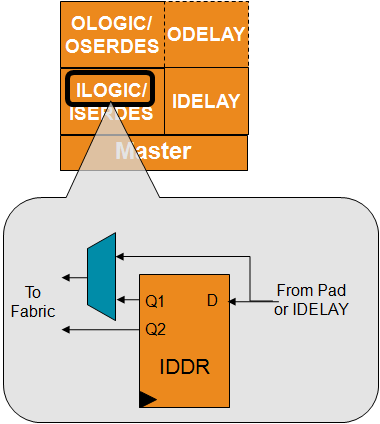 OLOGIC/
OSERDES
ODELAY
ILOGIC/
ISERDES
IDELAY
Master
To
Fabric
Q1
D
Q2
IDDR
From Pad
or IDELAY